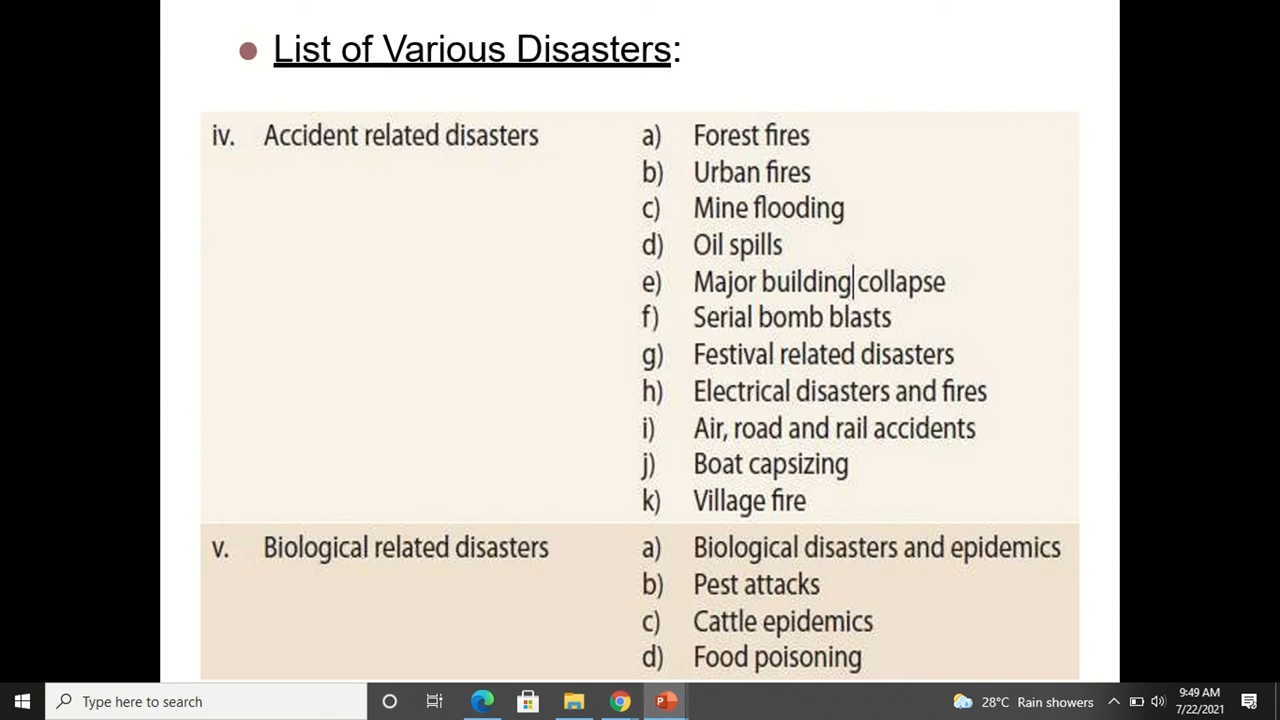 List of Various Disasters:
iv. Accident related disasters a) Forest fires
b) Urban fires
c) Mine flooding
d) Oil spills
e) Major building collapse
f) Serial bomb blasts
g) Festival related disasters
h) Electrical disasters and fires
i) Air, road and rail accidents
j) Boat capsizing
k) Village fire
v. Biological related disasters a) Biological disasters and epidemics
b) Pest attacks
c) Cattle epidemics
d) Food poisoning
Type here to search 28°C Rain showers 9:49 AM
7/22/2021